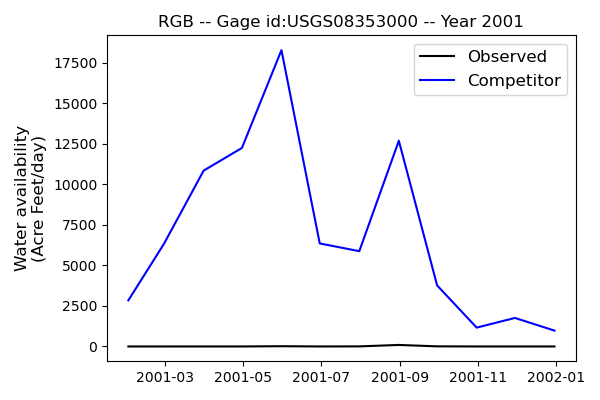 RGB -- Gage id:USGS08353000 -- Year 2001
Observed
Competitor
Water availability
(Acre Feet/day)
17500
15000
12500
10000
7500
5000
2500
0
2001-03
2001-05
2001-07
2001-09
2001-11
2002-01